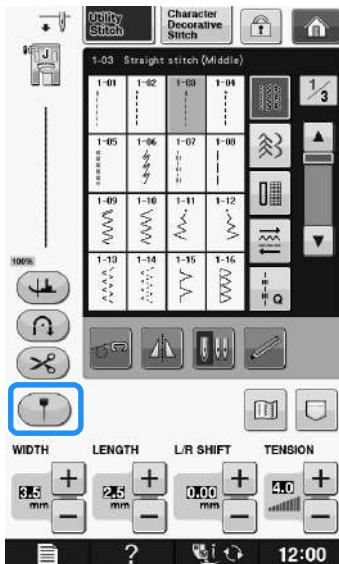 Utility Stitch
Character Decorative Stitch
J
1-03 Straight stitch (Middle)
1-01 1-02 1-03 1-04
1/3
1-05 1-06 1-07 1-08
1-09 1-10 1-11 1-12
1-13 1-14 1-15 1-16
100%
Q
WIDTH LENGTH L/R SHIFT TENSION
3.5 mm + − 2.5 mm + − 0.00 mm + − 4.0 + −
? i 12:00